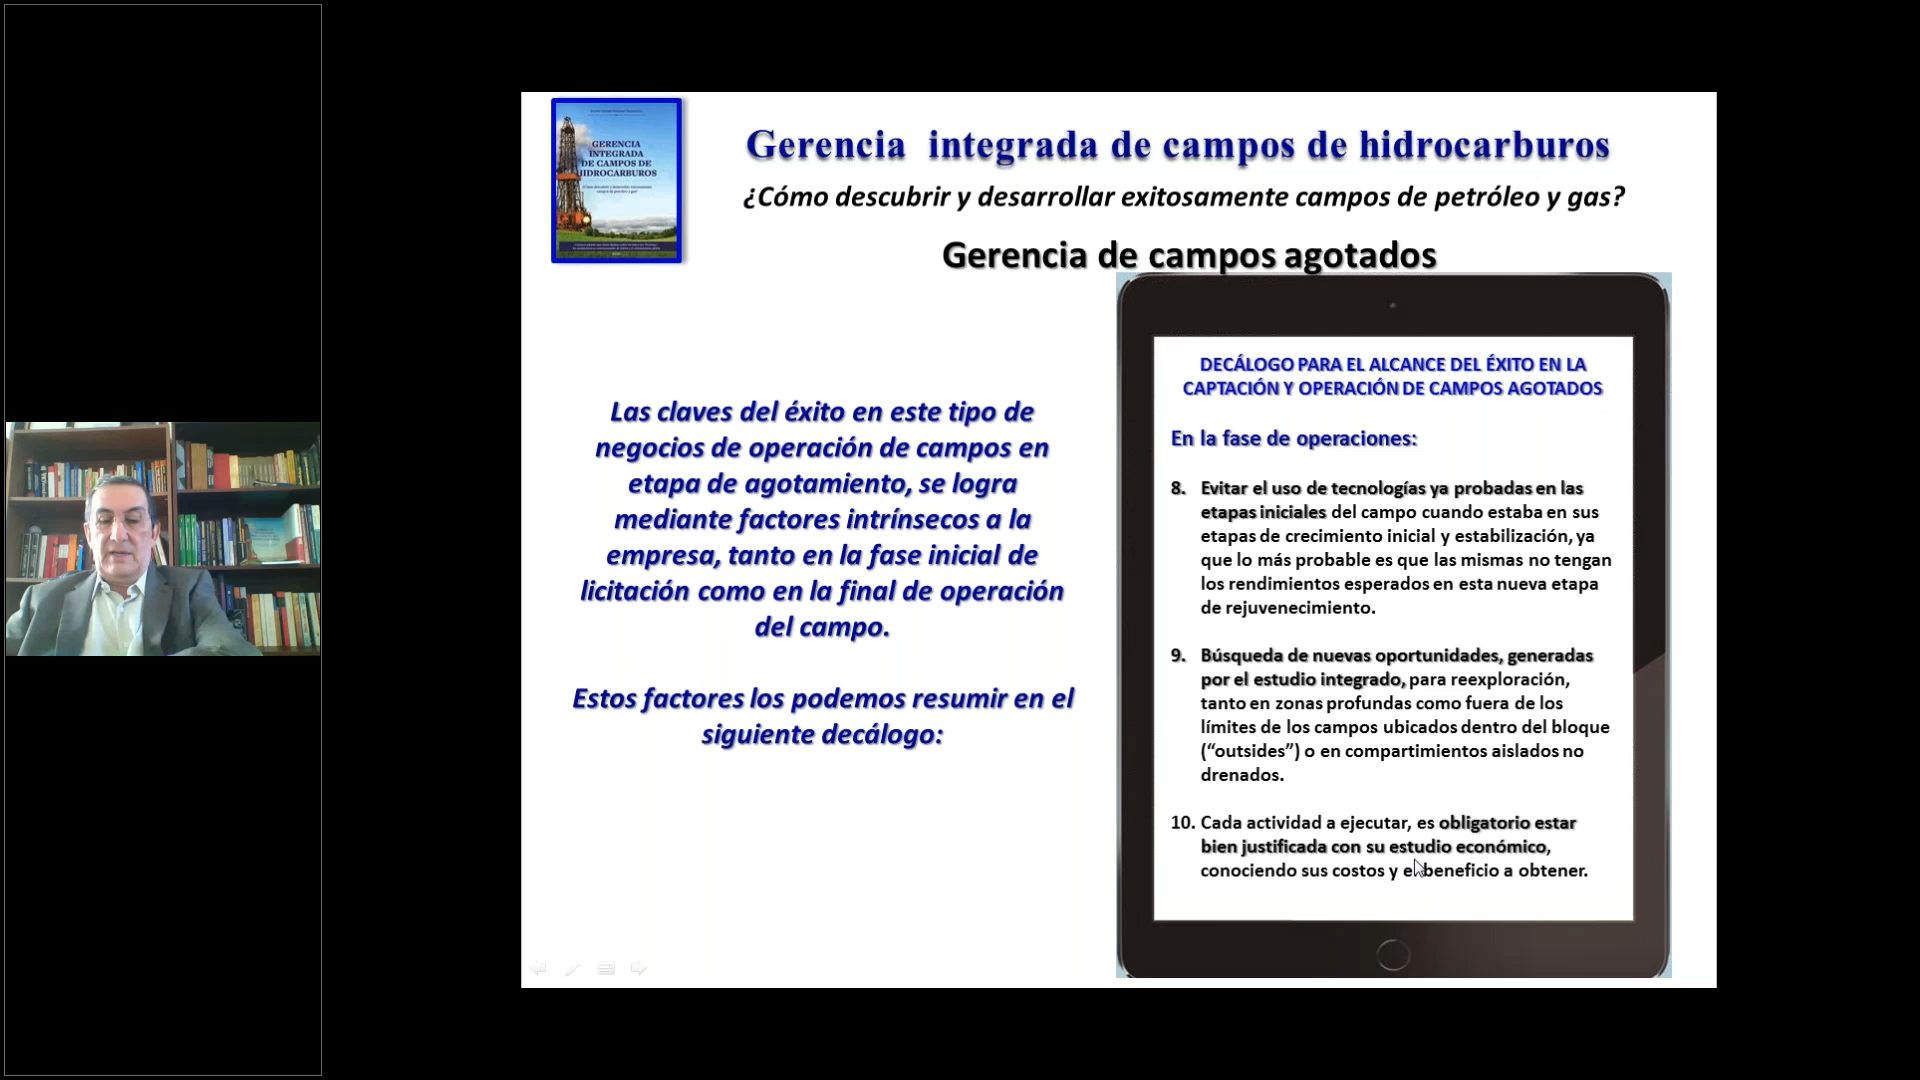 GERENCIA
INTEGRADA
DE CAMPOS DE
HIDROCARBUROS
Gerencia integrada de campos de hidrocarburos
¿Cómo descubrir y desarrollar exitosamente campos de petróleo y gas?
Gerencia de campos agotados
Las claves del éxito en este tipo de
negocios de operación de campos en
etapa de agotamiento, se logra
mediante factores intrínsecos a la
empresa, tanto en la fase inicial de
licitación como en la final de operación
del campo.
Estos factores los podemos resumir en el
siguiente decálogo:
DECÁLOGO PARA EL ALCANCE DEL ÉXITO EN LA
CAPTACIÓN Y OPERACIÓN DE CAMPOS AGOTADOS
En la fase de operaciones:
8. Evitar el uso de tecnologías ya probadas en las
etapas iniciales del campo cuando estaba en sus
etapas de crecimiento inicial y estabilización, ya
que lo más probable es que las mismas no tengan
los rendimientos esperados en esta nueva etapa
de rejuvenecimiento.
9. Búsqueda de nuevas oportunidades, generadas
por el estudio integrado, para reexploración,
tanto en zonas profundas como fuera de los
límites de los campos ubicados dentro del bloque
(“outsides”) o en compartimientos aislados no
drenados.
10. Cada actividad a ejecutar, es obligatorio estar
bien justificada con su estudio económico,
conociendo sus costos y el beneficio a obtener.